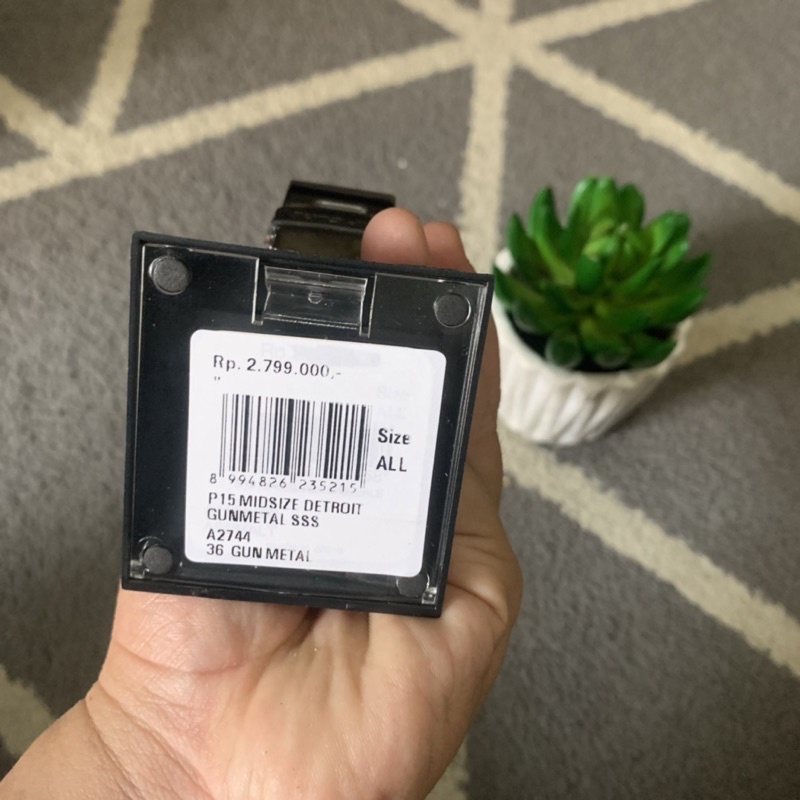 Rp. 2.799.000,-
"
Size
ALL
8 994826 235215
P15 MIDSIZE DETROIT
GUNMETAL SSS
A2744
36 GUN METAL